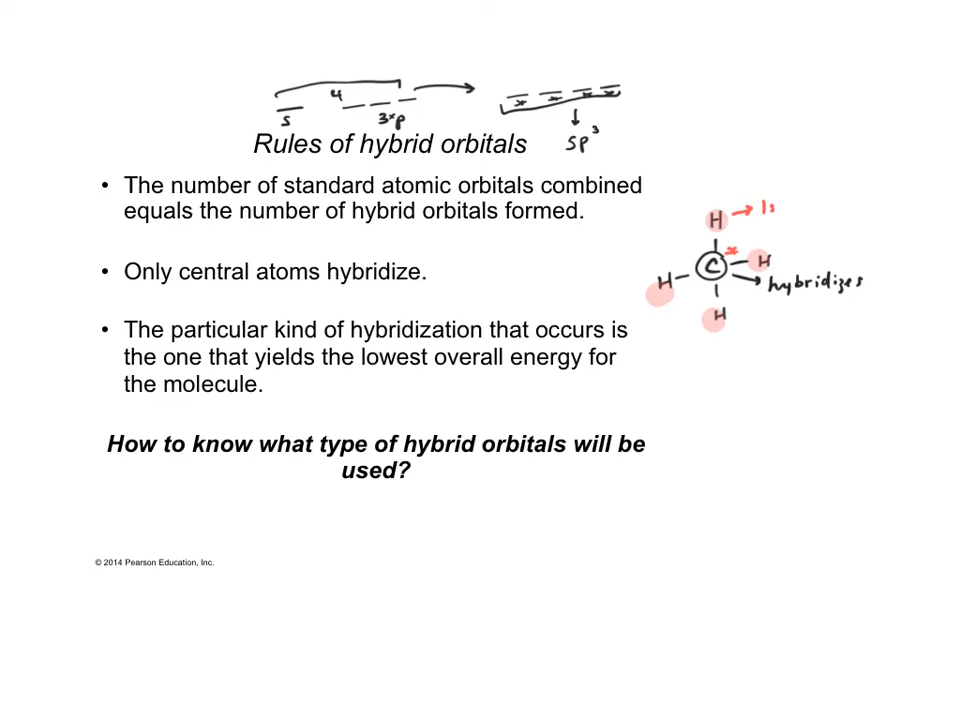 4
s
3×p
sp³
Rules of hybrid orbitals
• The number of standard atomic orbitals combined
equals the number of hybrid orbitals formed.
H → 1s
C
H
H
H
→ hybridizes
• Only central atoms hybridize.
• The particular kind of hybridization that occurs is
the one that yields the lowest overall energy for
the molecule.
How to know what type of hybrid orbitals will be
used?
© 2014 Pearson Education, Inc.